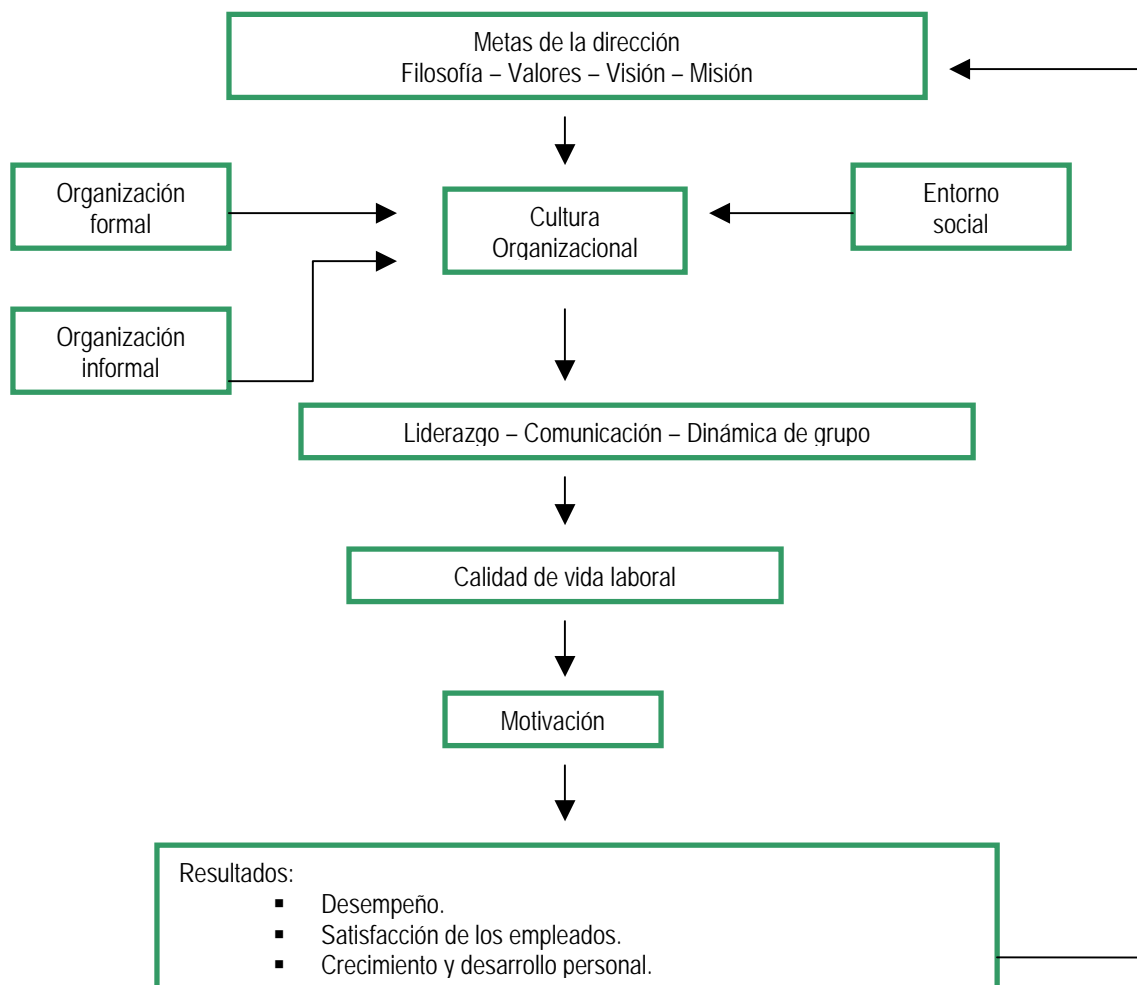 Metas de la dirección
Filosofía – Valores – Visión – Misión
Organización
formal
Cultura
Organizacional
Entorno
social
Organización
informal
Liderazgo – Comunicación – Dinámica de grupo
Calidad de vida laboral
Motivación
Resultados:
▪ Desempeño.
▪ Satisfacción de los empleados.
▪ Crecimiento y desarrollo personal.